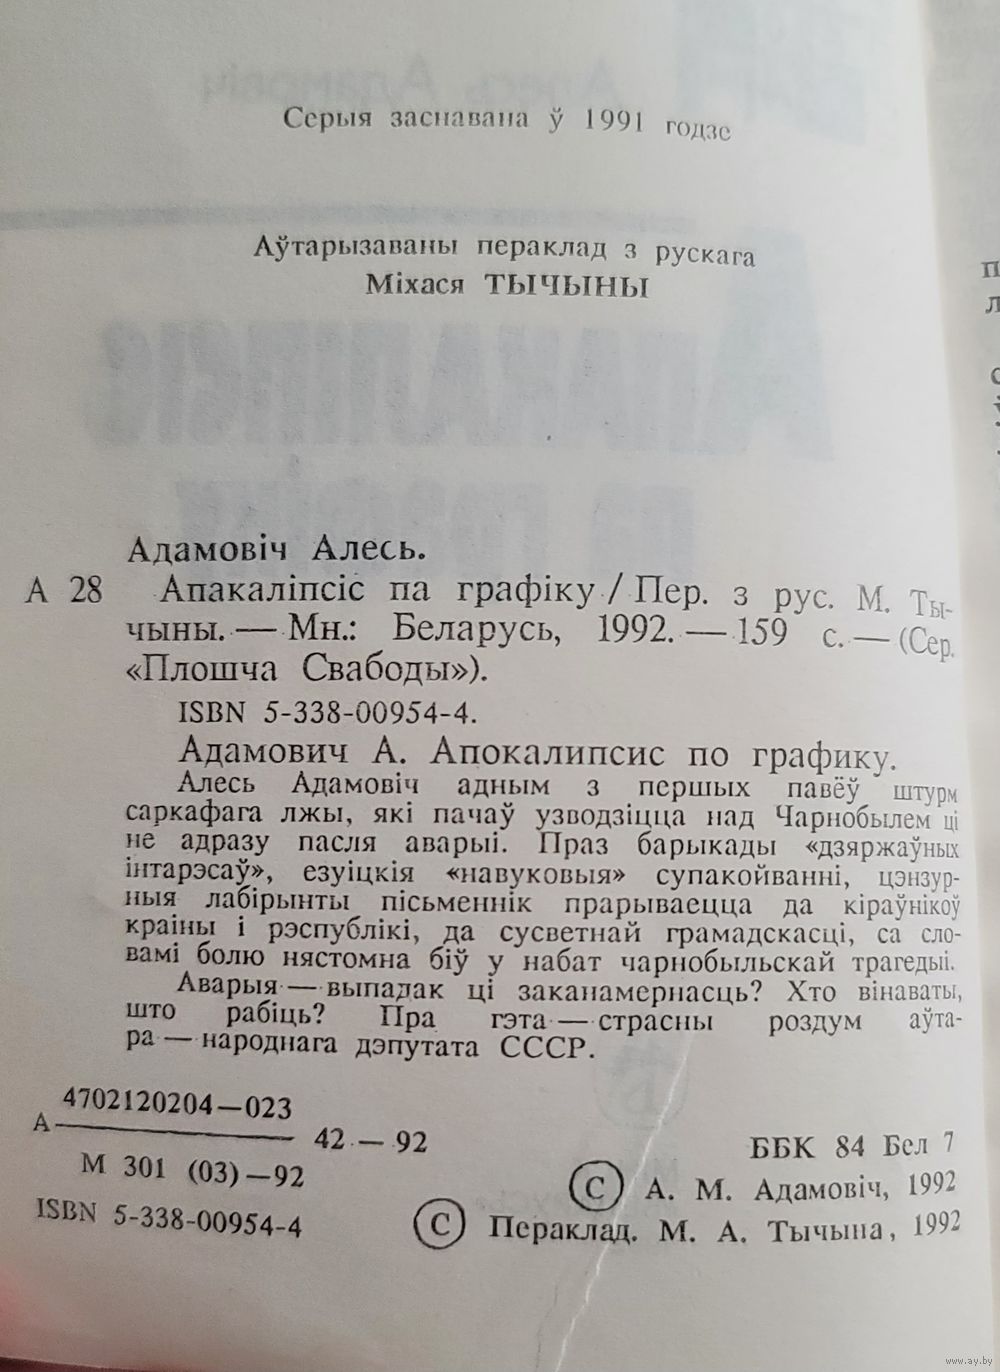 Серыя заснавана ў 1991 годзе
Аўтарызаваны пераклад з рускага
Міхася ТЫЧЫНЫ
Адамовіч Алесь.
А 28 Апакаліпсіс па графіку / Пер. з рус. М. Ты-
чыны. — Мн.: Беларусь, 1992. — 159 с. — (Сер.
«Плошча Свабоды»).
ISBN 5-338-00954-4.
Адамович А. Апокалипсис по графику.
Алесь Адамовіч адным з першых павёў штурм
саркафага лжы, які пачаў узводзіцца над Чарнобылем ці
не адразу пасля аварыі. Праз барыкады «дзяржаўных
інтарэсаў», езуіцкія «навуковыя» супакойванні, цэнзур-
ныя лабірынты пісьменнік прарываецца да кіраўнікоў
краіны і рэспублікі, да сусветнай грамадскасці, са сло-
вамі болю нястомна біў у набат чарнобыльскай трагедыі.
Аварыя — выпадак ці заканамернасць? Хто вінаваты,
што рабіць? Пра гэта — страсны роздум аўта-
ра — народнага дэпутата СССР.
4702120204—023
А 42 — 92
М 301 (03) —92
ББК 84 Бел 7
ISBN 5-338-00954-4
© А. М. Адамовіч, 1992
© Пераклад. М. А. Тычына, 1992
www.ay.by